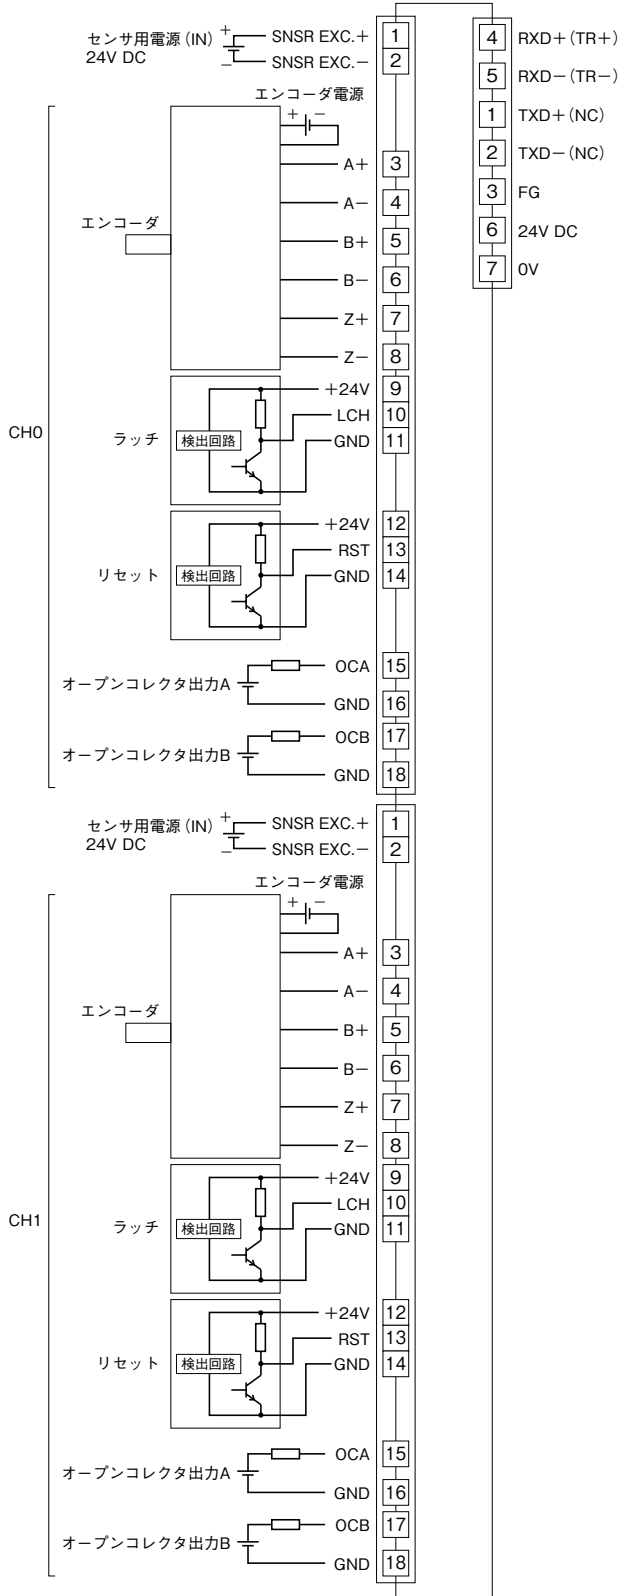 センサ用電源(IN)
24V DC
+
−
SNSR EXC.+ 1
SNSR EXC.− 2
エンコーダ電源
+ −
CH0
エンコーダ
A+ 3
A− 4
B+ 5
B− 6
Z+ 7
Z− 8
ラッチ
検出回路
+24V 9
LCH 10
GND 11
リセット
検出回路
+24V 12
RST 13
GND 14
オープンコレクタ出力A
OCA 15
GND 16
オープンコレクタ出力B
OCB 17
GND 18
センサ用電源(IN)
24V DC
+
−
SNSR EXC.+ 1
SNSR EXC.− 2
エンコーダ電源
+ −
CH1
エンコーダ
A+ 3
A− 4
B+ 5
B− 6
Z+ 7
Z− 8
ラッチ
検出回路
+24V 9
LCH 10
GND 11
リセット
検出回路
+24V 12
RST 13
GND 14
オープンコレクタ出力A
OCA 15
GND 16
オープンコレクタ出力B
OCB 17
GND 18
4 RXD+(TR+)
5 RXD−(TR−)
1 TXD+(NC)
2 TXD−(NC)
3 FG
6 24V DC
7 0V